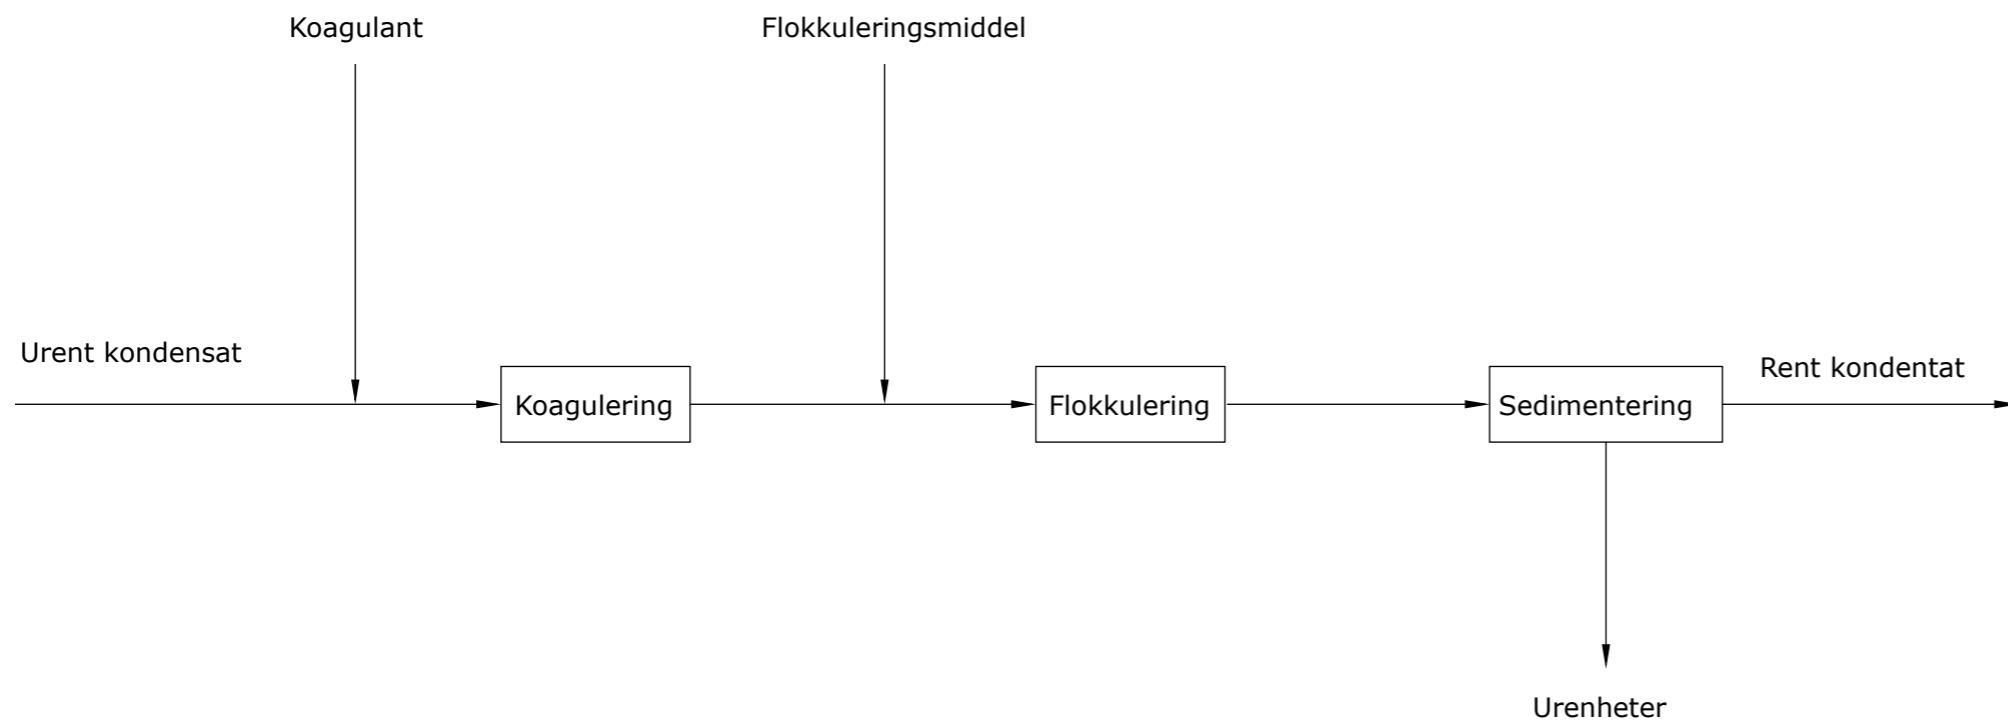 Koagulant
Flokkuleringsmiddel
Urent kondensat
Koagulering
Flokkulering
Sedimentering
Rent kondentat
Urenheter